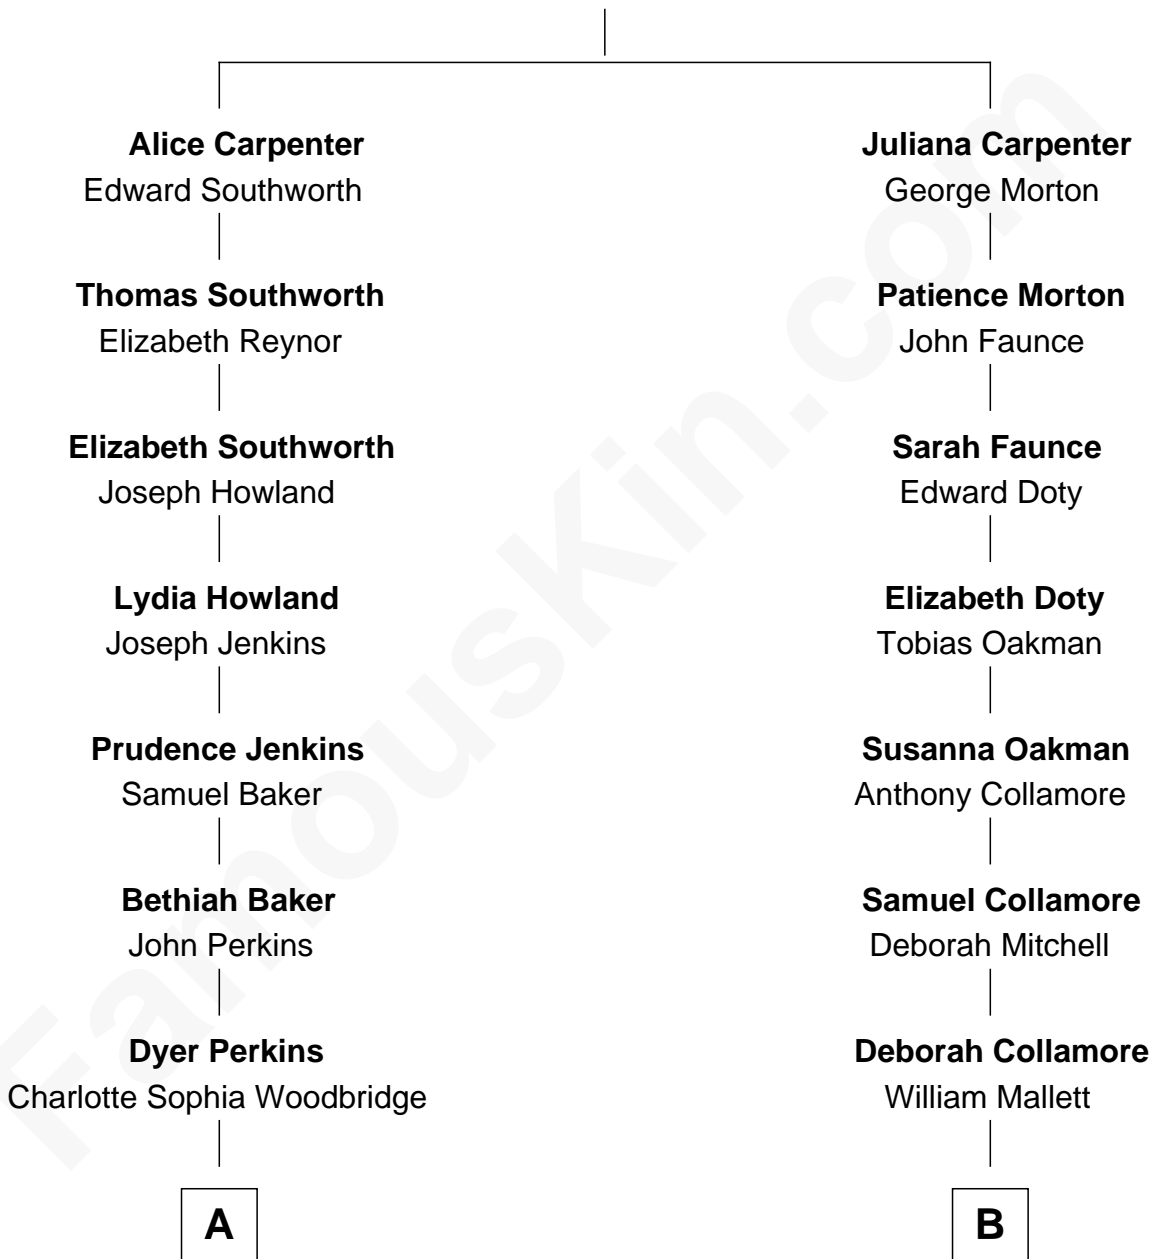 Alice Carpenter
Edward Southworth
Thomas Southworth
Elizabeth Reynor
Elizabeth Southworth
Joseph Howland
Lydia Howland
Joseph Jenkins
Prudence Jenkins
Samuel Baker
Bethiah Baker
John Perkins
Dyer Perkins
Charlotte Sophia Woodbridge
A
Juliana Carpenter
George Morton
Patience Morton
John Faunce
Sarah Faunce
Edward Doty
Elizabeth Doty
Tobias Oakman
Susanna Oakman
Anthony Collamore
Samuel Collamore
Deborah Mitchell
Deborah Collamore
William Mallett
B
FamousKin.com